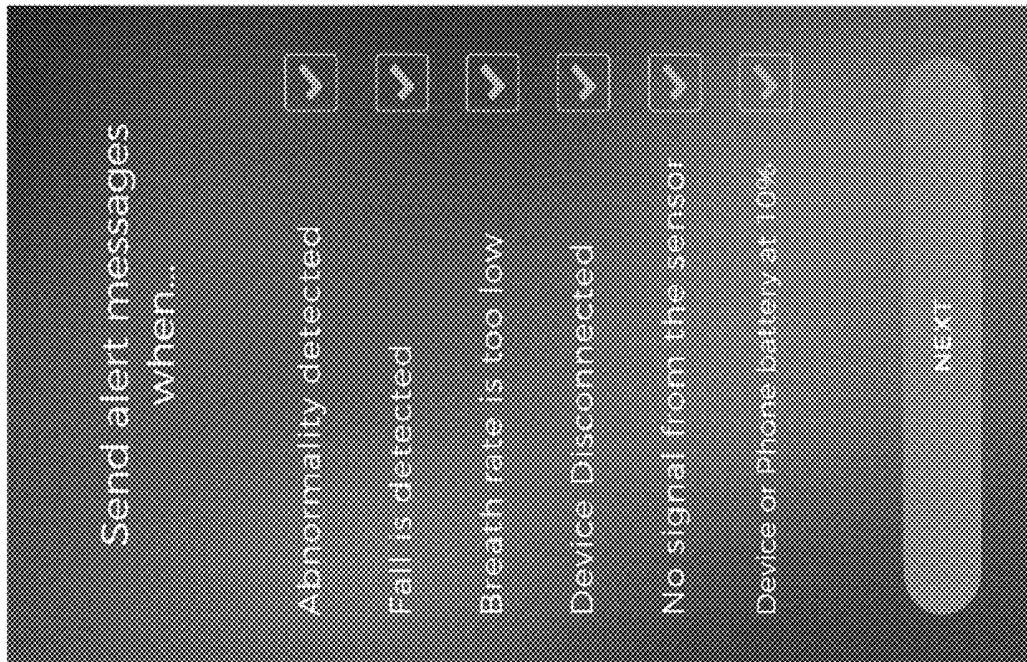 Send alert messages
when...
Abnormality detected
Fall is detected
Breath rate is too low
Device Disconnected
No signal from the sensor
Device or Phone battery at 10%
NEXT